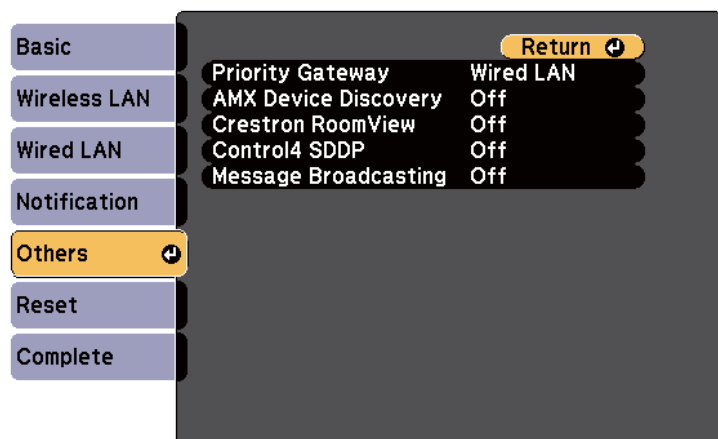 Basic
Wireless LAN
Wired LAN
Notification
Others
Reset
Complete
Return
Priority Gateway Wired LAN
AMX Device Discovery Off
Crestron RoomView Off
Control4 SDDP Off
Message Broadcasting Off